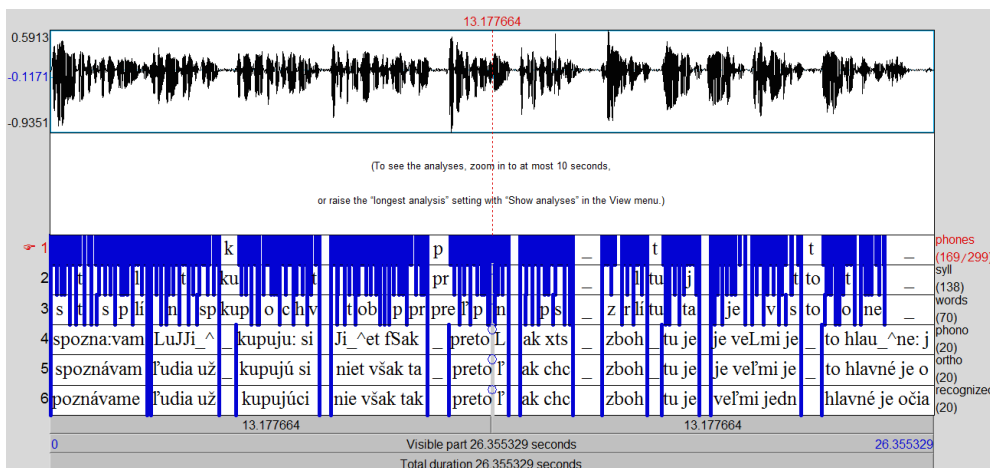 13.177664
0.5913
-0.1171
-0.9351
(To see the analyses, zoom in to at most 10 seconds,
or raise the "longest analysis" setting with "Show analyses" in the View menu.)
1 k p _ t t _ phones (169/299)
2 t l t ku t pr _ l tu j t to t _ syll (138)
3 s t s plí n sp kup o ch v t ob p pr preľ p n ps _ z r lí tu ta je v s to o ne _ words (70)
4 spozna:vam LuJJi_^ _ kupuju: si Ji_^et fSak _ preto L ak xts _ zboh _ tu je je veLmi je _ to hlau_^ne: j phono (20)
5 spoznávam ľudia už _ kupujú si niet však ta _ preto ľ ak chc _ zboh _ tu je je veľmi je _ to hlavné je o ortho (20)
6 poznávame ľudia už kupujúci nie však tak preto ľ ak chc zboh tu je veľmi jedn hlavné je očia recognized (20)
13.177664 13.177664
0 Visible part 26.355329 seconds 26.355329
Total duration 26.355329 seconds